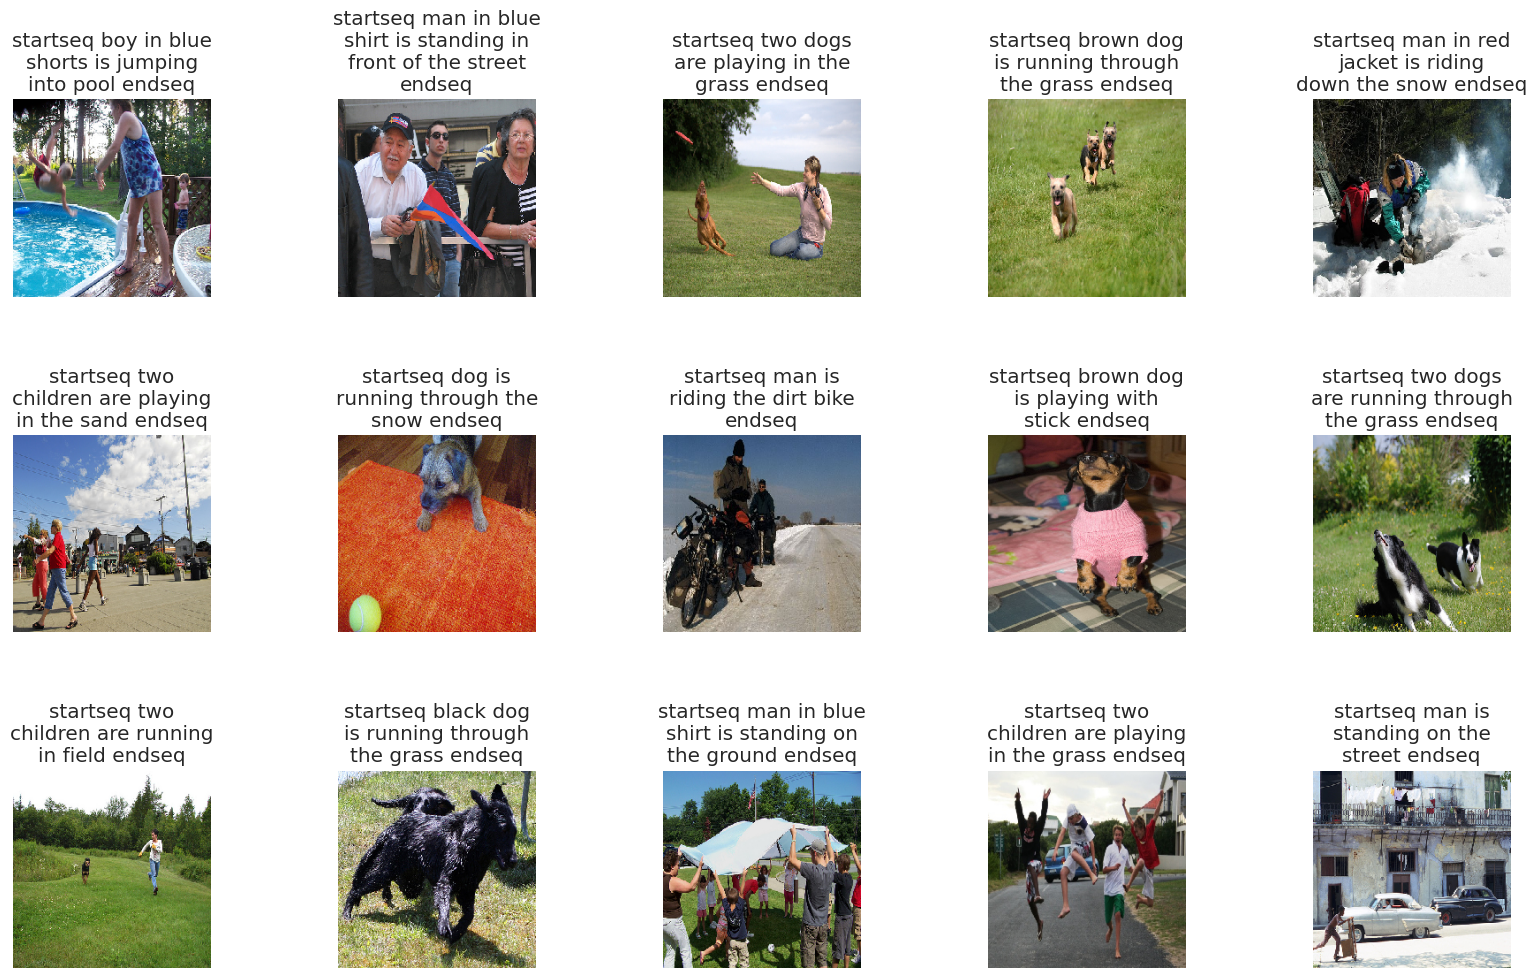 startseq boy in blue
shorts is jumping
into pool endseq
startseq man in blue
shirt is standing in
front of the street
endseq
startseq two dogs
are playing in the
grass endseq
startseq brown dog
is running through
the grass endseq
startseq man in red
jacket is riding
down the snow endseq
startseq two
children are playing
in the sand endseq
startseq dog is
running through the
snow endseq
startseq man is
riding the dirt bike
endseq
startseq brown dog
is playing with
stick endseq
startseq two dogs
are running through
the grass endseq
startseq two
children are running
in field endseq
startseq black dog
is running through
the grass endseq
startseq man in blue
shirt is standing on
the ground endseq
startseq two
children are playing
in the grass endseq
startseq man is
standing on the
street endseq